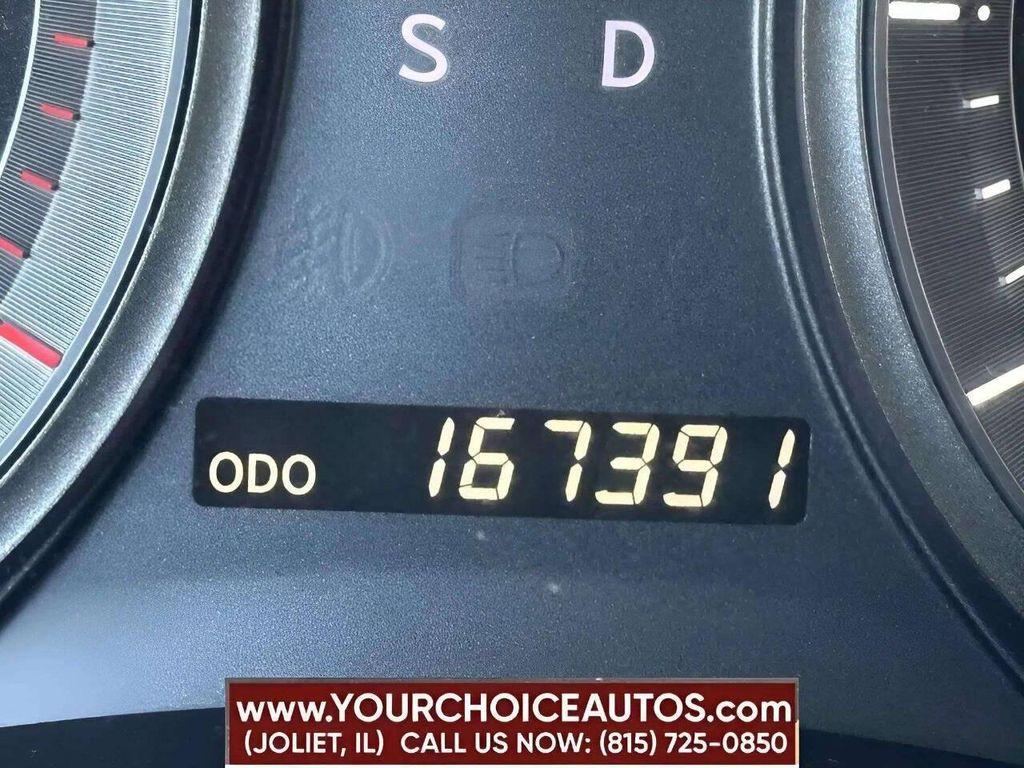 S D
ODO 167391
www.YOURCHOICEAUTOS.com
(JOLIET, IL) CALL US NOW: (815) 725-0850